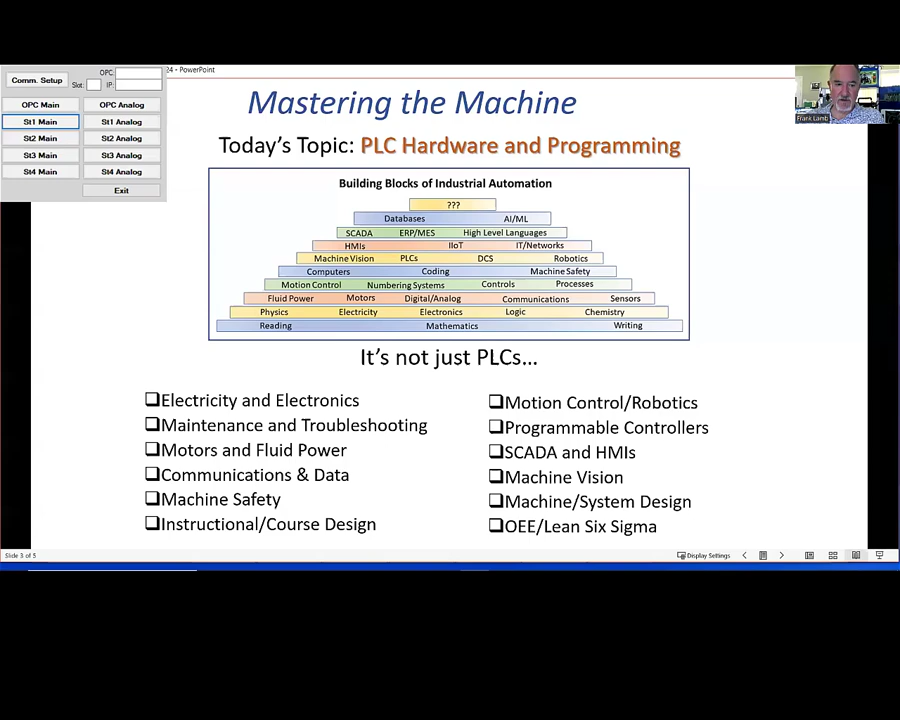 24 - PowerPoint
Comm. Setup
OPC:
Slot:
IP:
OPC Main
OPC Analog
St1 Main
St1 Analog
St2 Main
St2 Analog
St3 Main
St3 Analog
St4 Main
St4 Analog
Exit
Mastering the Machine
Frank Lamb
Today's Topic: PLC Hardware and Programming
Building Blocks of Industrial Automation
???
Databases AI/ML
SCADA ERP/MES High Level Languages
HMIs IIoT IT/Networks
Machine Vision PLCs DCS Robotics
Computers Coding Machine Safety
Motion Control Numbering Systems Controls Processes
Fluid Power Motors Digital/Analog Communications Sensors
Physics Electricity Electronics Logic Chemistry
Reading Mathematics Writing
It's not just PLCs…
Electricity and Electronics
Maintenance and Troubleshooting
Motors and Fluid Power
Communications & Data
Machine Safety
Instructional/Course Design
Motion Control/Robotics
Programmable Controllers
SCADA and HMIs
Machine Vision
Machine/System Design
OEE/Lean Six Sigma
Slide 3 of 5
Display Settings